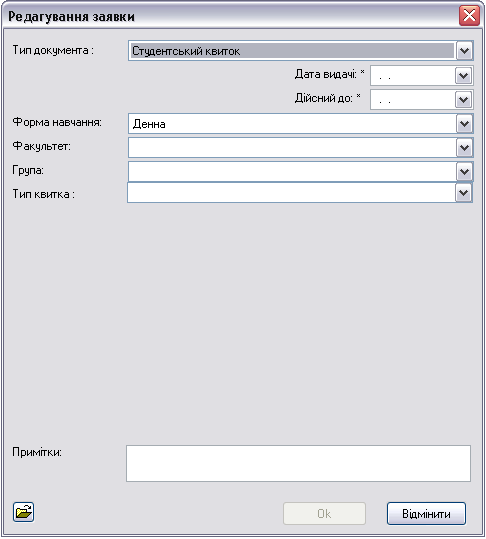 Редагування заявки
Тип документа : Студентський квиток
Дата видачі: * . .
Дійсний до: * . .
Форма навчання: Денна
Факультет:
Група:
Тип квитка :
Примітки:
Ok Відмінити